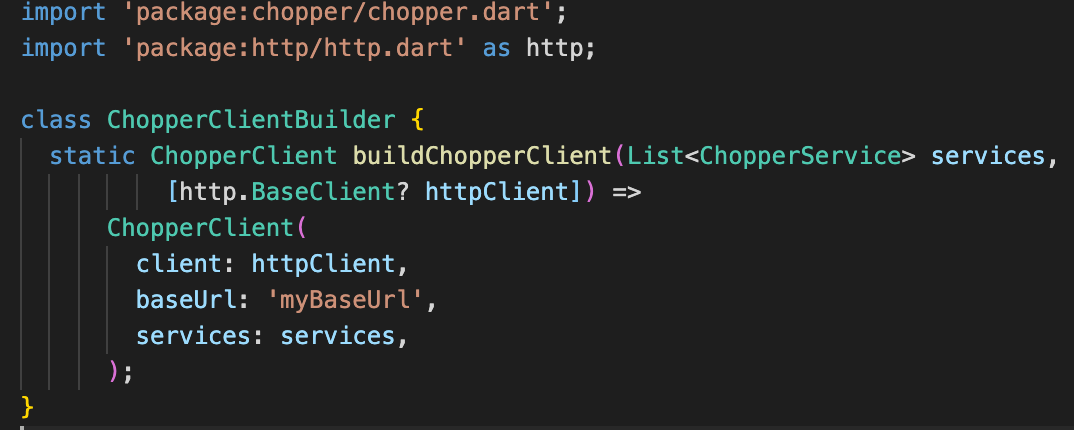 import 'package:chopper/chopper.dart';
import 'package:http/http.dart' as http;
class ChopperClientBuilder {
static ChopperClient buildChopperClient(List<ChopperService> services,
[http.BaseClient? httpClient]) =>
ChopperClient(
client: httpClient,
baseUrl: 'myBaseUrl',
services: services,
);
}